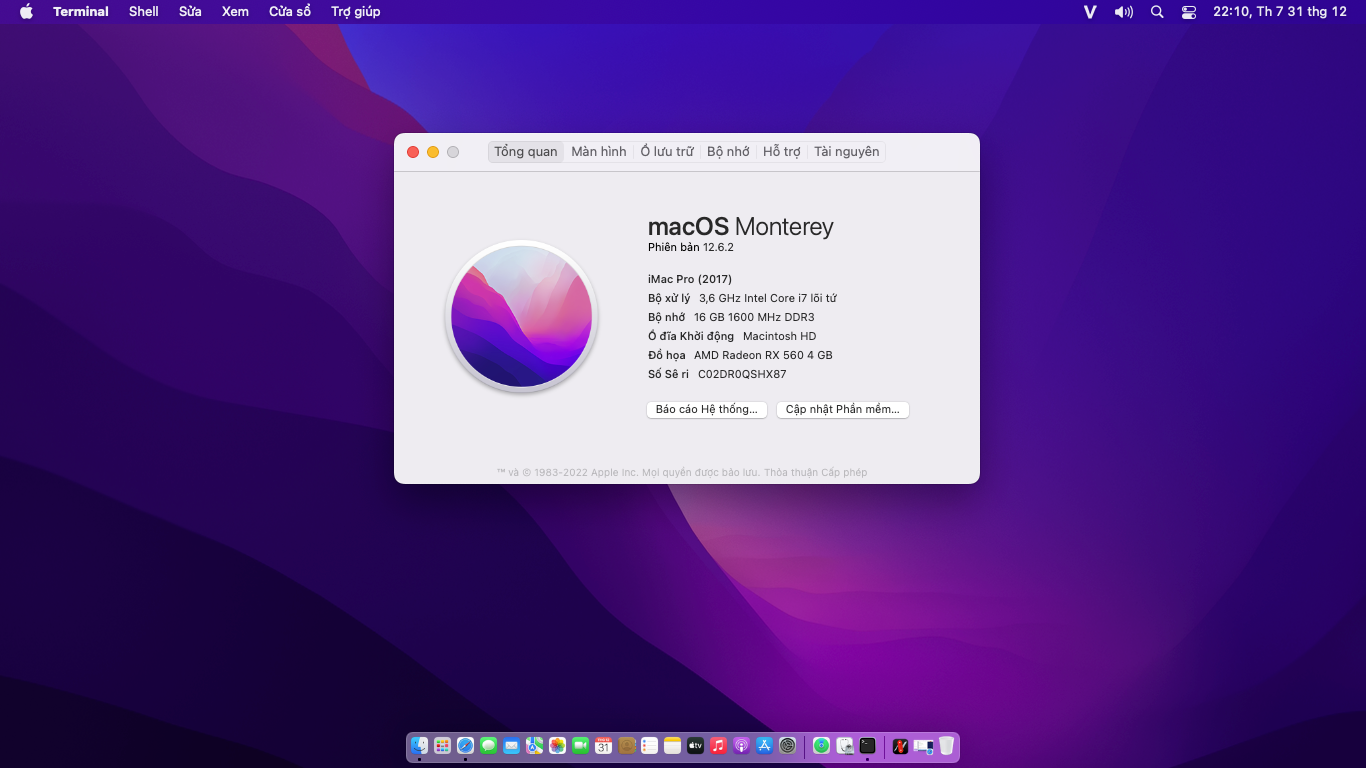 Terminal Shell Sửa Xem Cửa sổ Trợ giúp V 22:10, Th 7 31 thg 12
Tổng quan Màn hình Ổ lưu trữ Bộ nhớ Hỗ trợ Tài nguyên
macOS Monterey
Phiên bản 12.6.2
iMac Pro (2017)
Bộ xử lý 3,6 GHz Intel Core i7 lõi tứ
Bộ nhớ 16 GB 1600 MHz DDR3
Ổ đĩa Khởi động Macintosh HD
Đồ họa AMD Radeon RX 560 4 GB
Số Sê ri C02DR0QSHX87
Báo cáo Hệ thống... Cập nhật Phần mềm...
™ và © 1983-2022 Apple Inc. Mọi quyền được bảo lưu. Thỏa thuận Cấp phép
31 tv